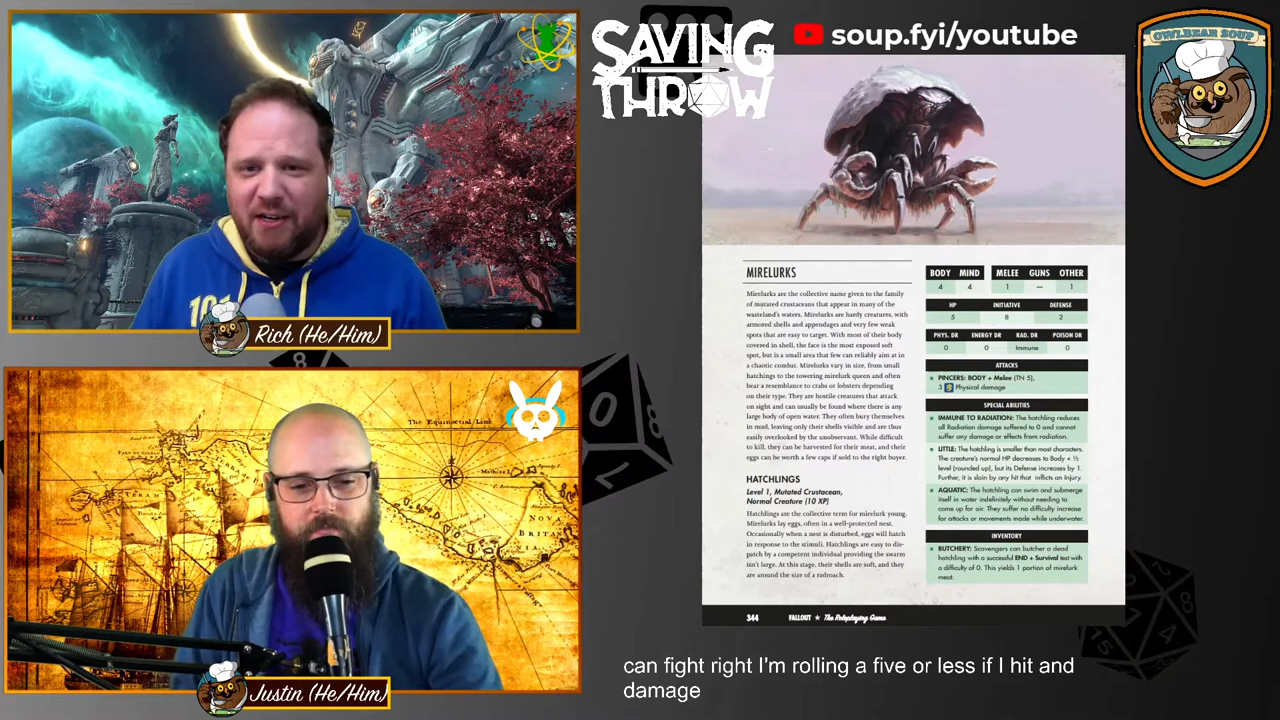 SAVING
THROW
soup.fyi/youtube
OWLBEAR SOUP
101
Rich (He/Him)
The Equinoctial Line
Justin (He/Him)
MIRELURKS
Mirelurks are the collective name given to the family
of mutated crustaceans that appear in many of the
wasteland's waters. Mirelurks are hardy creatures, with
armored shells and appendages and very few weak
spots that are easy to target. With most of their body
covered in shell, the face is the most exposed soft
spot, but is a small area that few can reliably aim at in
a chaotic combat. Mirelurks vary in size, from small
hatchings to the towering mirelurk queen and often
bear a resemblance to crabs or lobsters depending
on their type. They are hostile creatures that attack
on sight and can usually be found where there is any
large body of open water. They often bury themselves
in mud, leaving only their shells visible and are thus
easily overlooked by the unobservant. While difficult
to kill, they can be harvested for their meat, and their
eggs can be worth a few caps if sold to the right buyer.
HATCHLINGS
Level 1, Mutated Crustacean,
Normal Creature (10 XP)
Hatchlings are the collective term for mirelurk young.
Mirelurks lay eggs, often in a well-protected nest.
Occasionally when a nest is disturbed, eggs will hatch
in response to the stimuli. Hatchlings are easy to dis-
patch by a competent individual providing the swarm
isn't large. At this stage, their shells are soft, and they
are around the size of a radroach.
BODY MIND MELEE GUNS OTHER
4 4 1 — 1
HP INITIATIVE DEFENSE
5 8 2
PHYS. DR ENERGY DR RAD. DR POISON DR
0 0 Immune 0
ATTACKS
PINCERS: BODY + Melee (TN 5),
3 Physical damage
SPECIAL ABILITIES
IMMUNE TO RADIATION: The hatchling reduces
all Radiation damage suffered to 0 and cannot
suffer any damage or effects from radiation.
LITTLE: The hatchling is smaller than most characters.
The creature's normal HP decreases to Body + ½
level (rounded up), but its Defense increases by 1.
Further, it is slain by any hit that inflicts an Injury.
AQUATIC: The hatchling can swim and submerge
itself in water indefinitely without needing to
come up for air. They suffer no difficulty increase
for attacks or movements made while underwater.
INVENTORY
BUTCHERY: Scavengers can butcher a dead
hatchling with a successful END + Survival test with
a difficulty of 0. This yields 1 portion of mirelurk
meat.
344 FALLOUT ★ The Roleplaying Game
can fight right I'm rolling a five or less if I hit and
damage